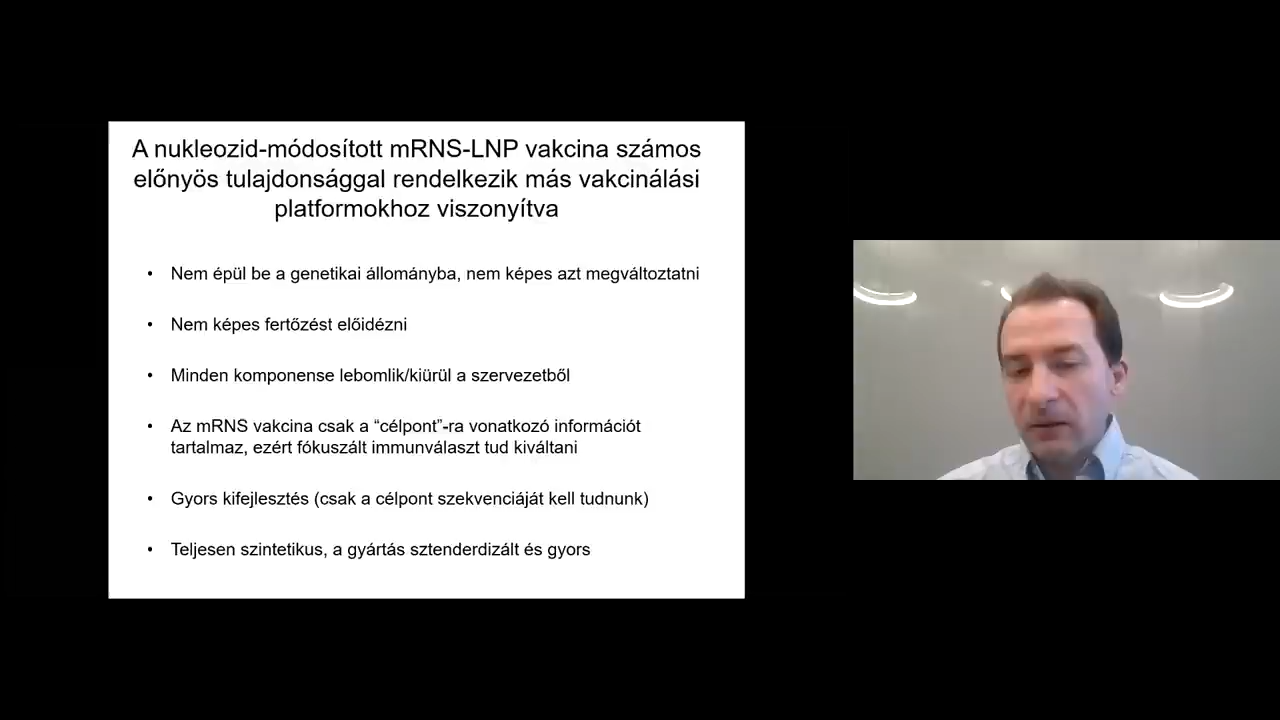 A nukleozid-módosított mRNS-LNP vakcina számos
előnyös tulajdonsággal rendelkezik más vakcinálási
platformokhoz viszonyítva
• Nem épül be a genetikai állományba, nem képes azt megváltoztatni
• Nem képes fertőzést előidézni
• Minden komponense lebomlik/kiürül a szervezetből
• Az mRNS vakcina csak a “célpont”-ra vonatkozó információt
tartalmaz, ezért fókuszált immunválaszt tud kiváltani
• Gyors kifejlesztés (csak a célpont szekvenciáját kell tudnunk)
• Teljesen szintetikus, a gyártás sztenderdizált és gyors